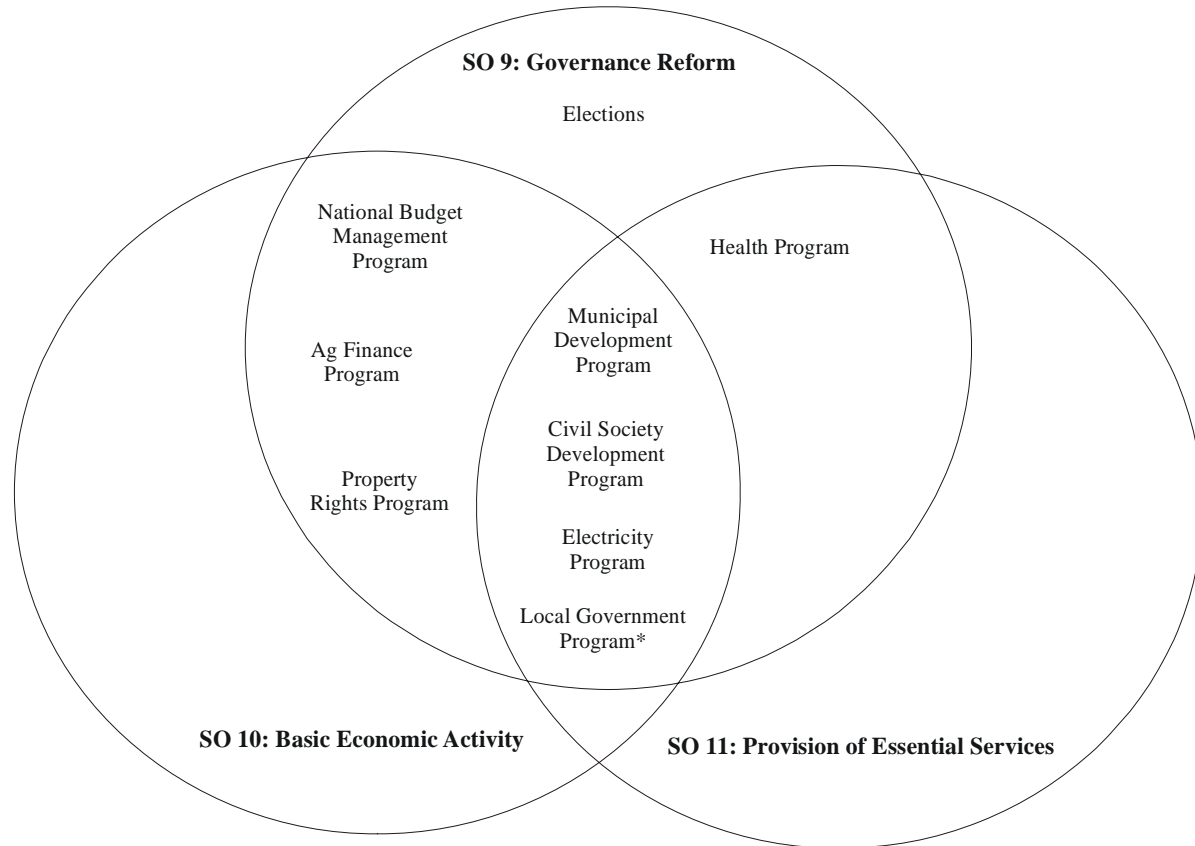 SO 9: Governance Reform
Elections
National Budget
Management
Program
Health Program
Municipal
Development
Program
Ag Finance
Program
Civil Society
Development
Program
Property
Rights Program
Electricity
Program
Local Government
Program*
SO 10: Basic Economic Activity
SO 11: Provision of Essential Services